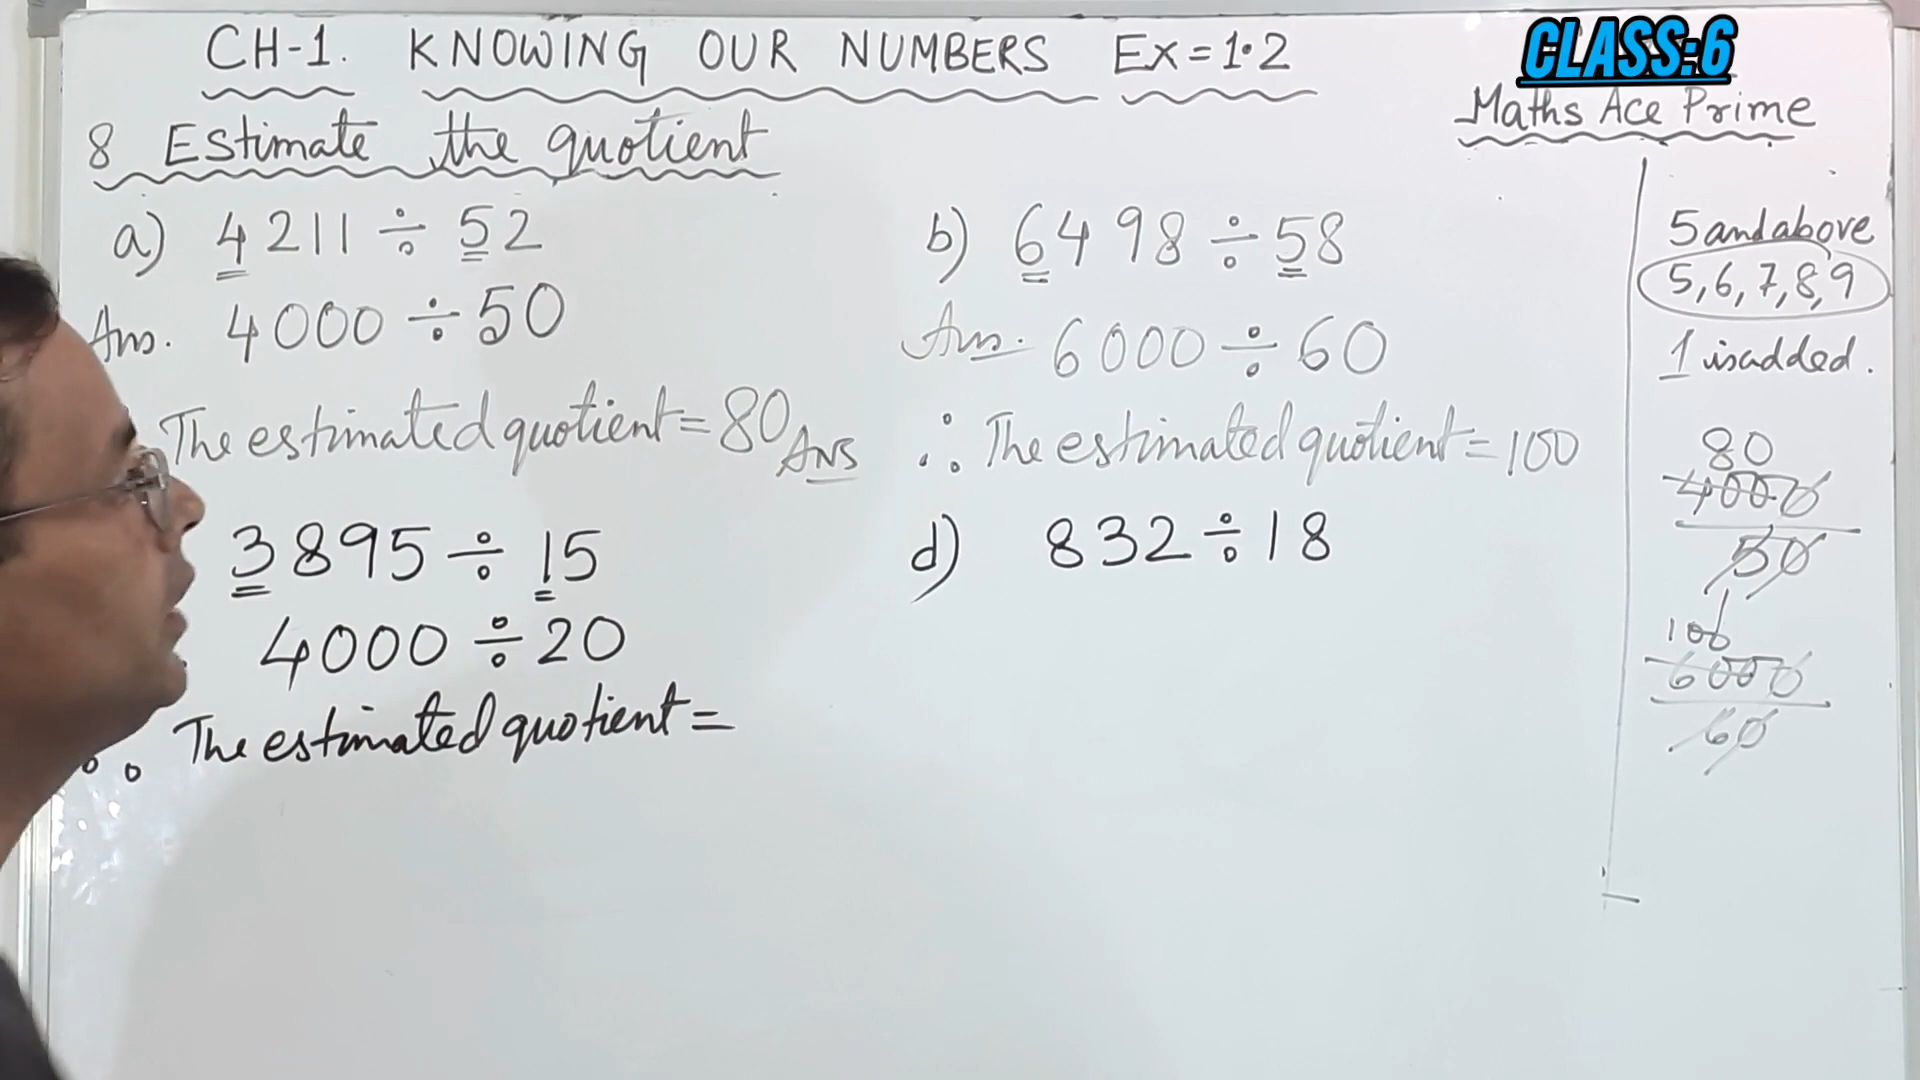 CH-1. KNOWING OUR NUMBERS Ex=1.2
CLASS:6
Maths Ace Prime
8 Estimate the quotient
a) 4211 ÷ 52
Ans. 4000 ÷ 50
The estimated quotient = 80 Ans
b) 6498 ÷ 58
Ans. 6000 ÷ 60
∴ The estimated quotient = 100
3895 ÷ 15
4000 ÷ 20
The estimated quotient =
d) 832 ÷ 18
5 and above
5,6,7,8,9
1 is added.
80
4000
50
100
6000
60